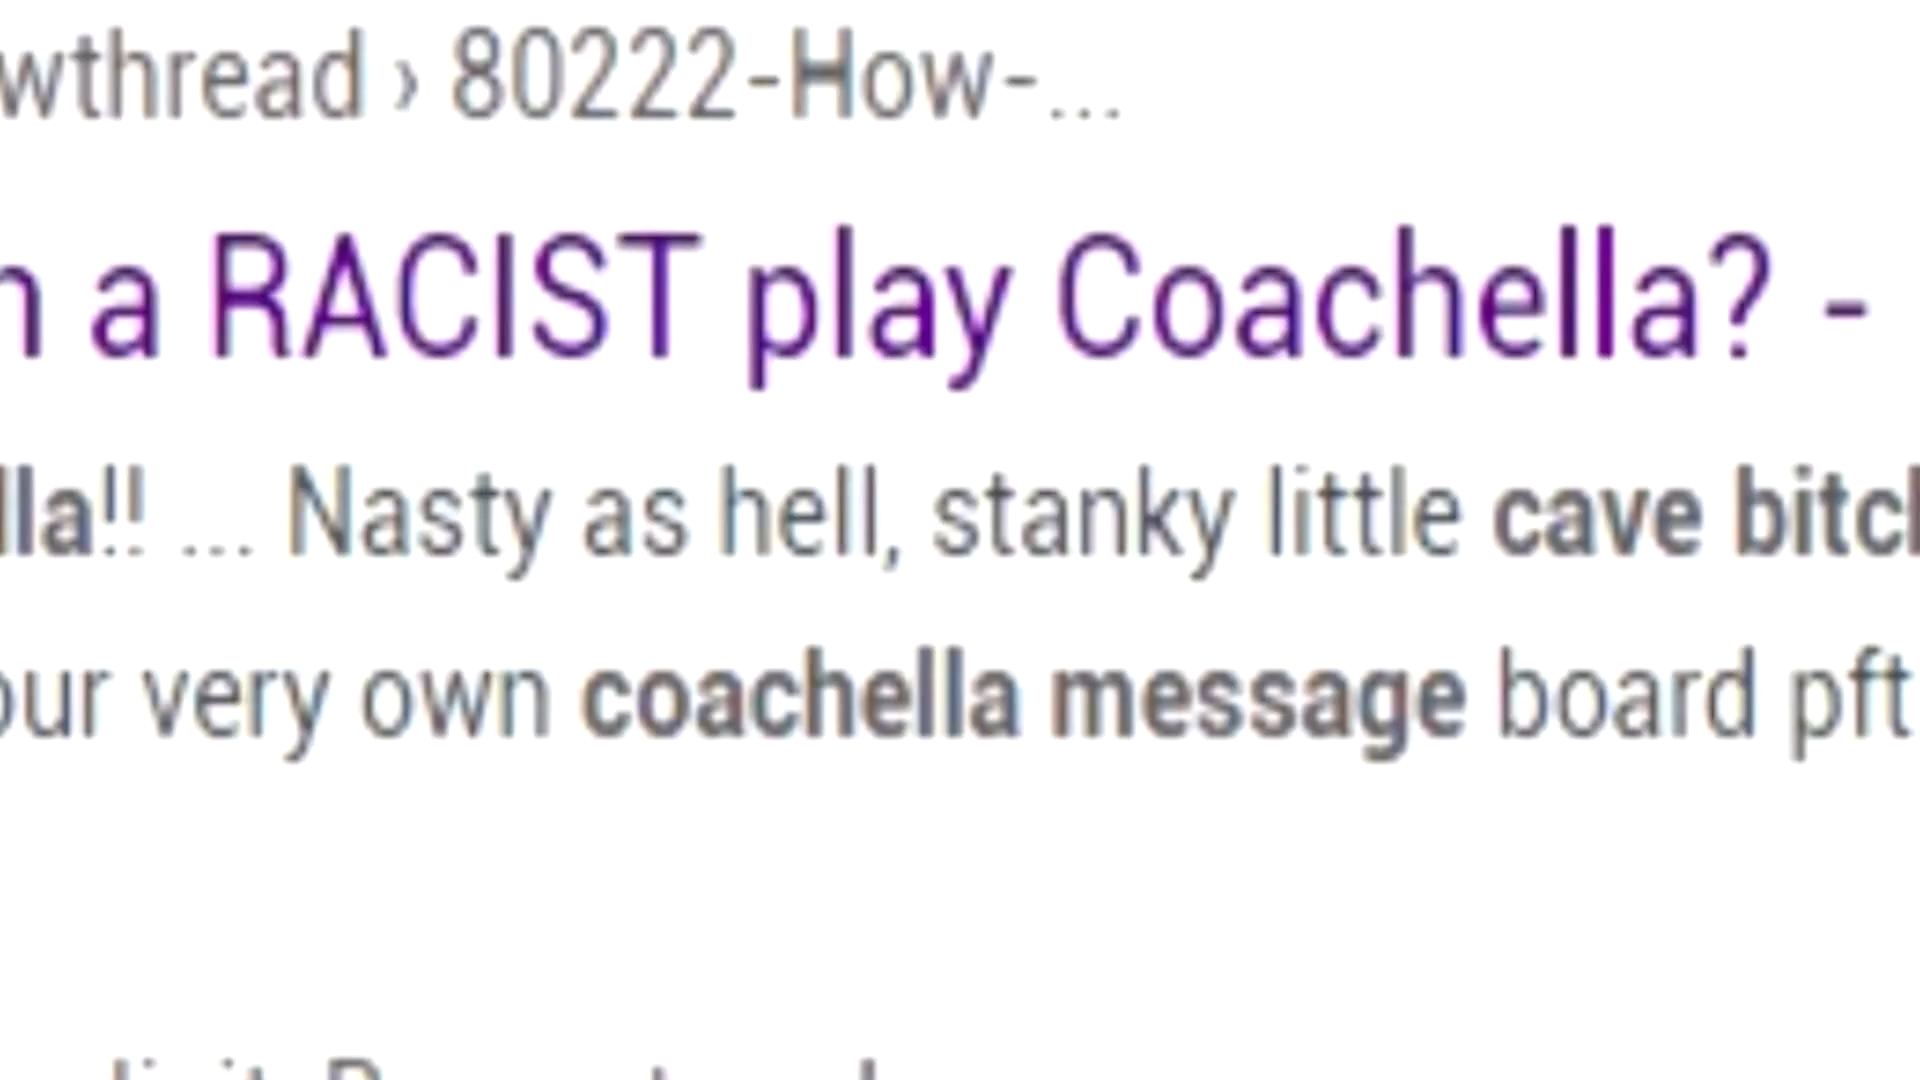 wthread › 80222-How-...
n a RACIST play Coachella? -
lla!! ... Nasty as hell, stanky little cave bitch
our very own coachella message board pft